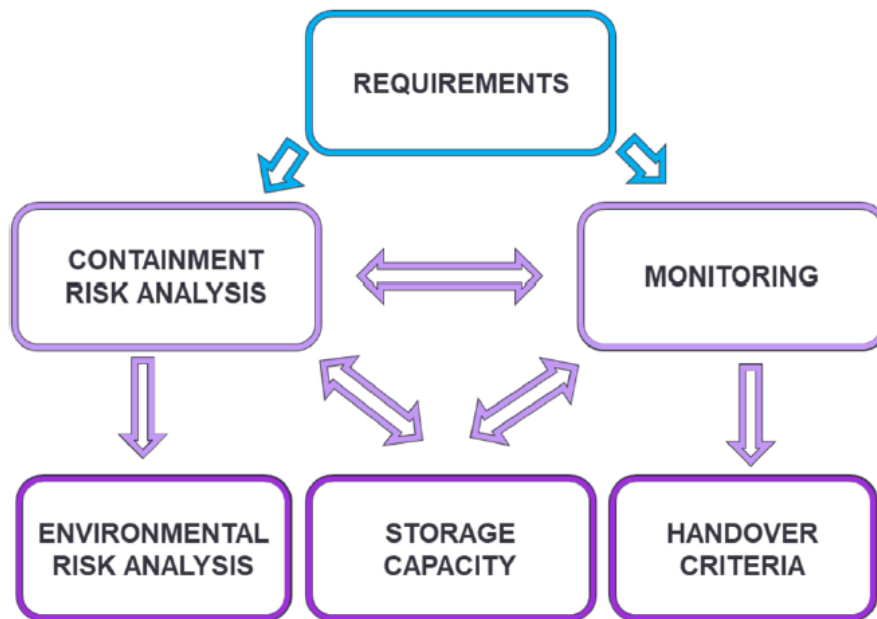 REQUIREMENTS
CONTAINMENT
RISK ANALYSIS
MONITORING
ENVIRONMENTAL
RISK ANALYSIS
STORAGE
CAPACITY
HANDOVER
CRITERIA